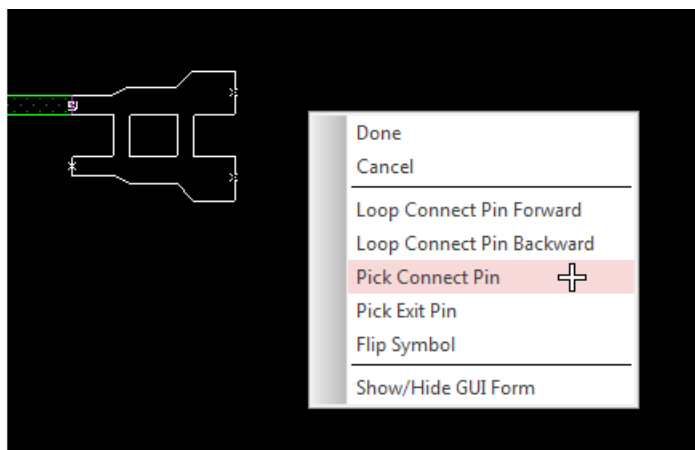 Done
Cancel
Loop Connect Pin Forward
Loop Connect Pin Backward
Pick Connect Pin
Pick Exit Pin
Flip Symbol
Show/Hide GUI Form